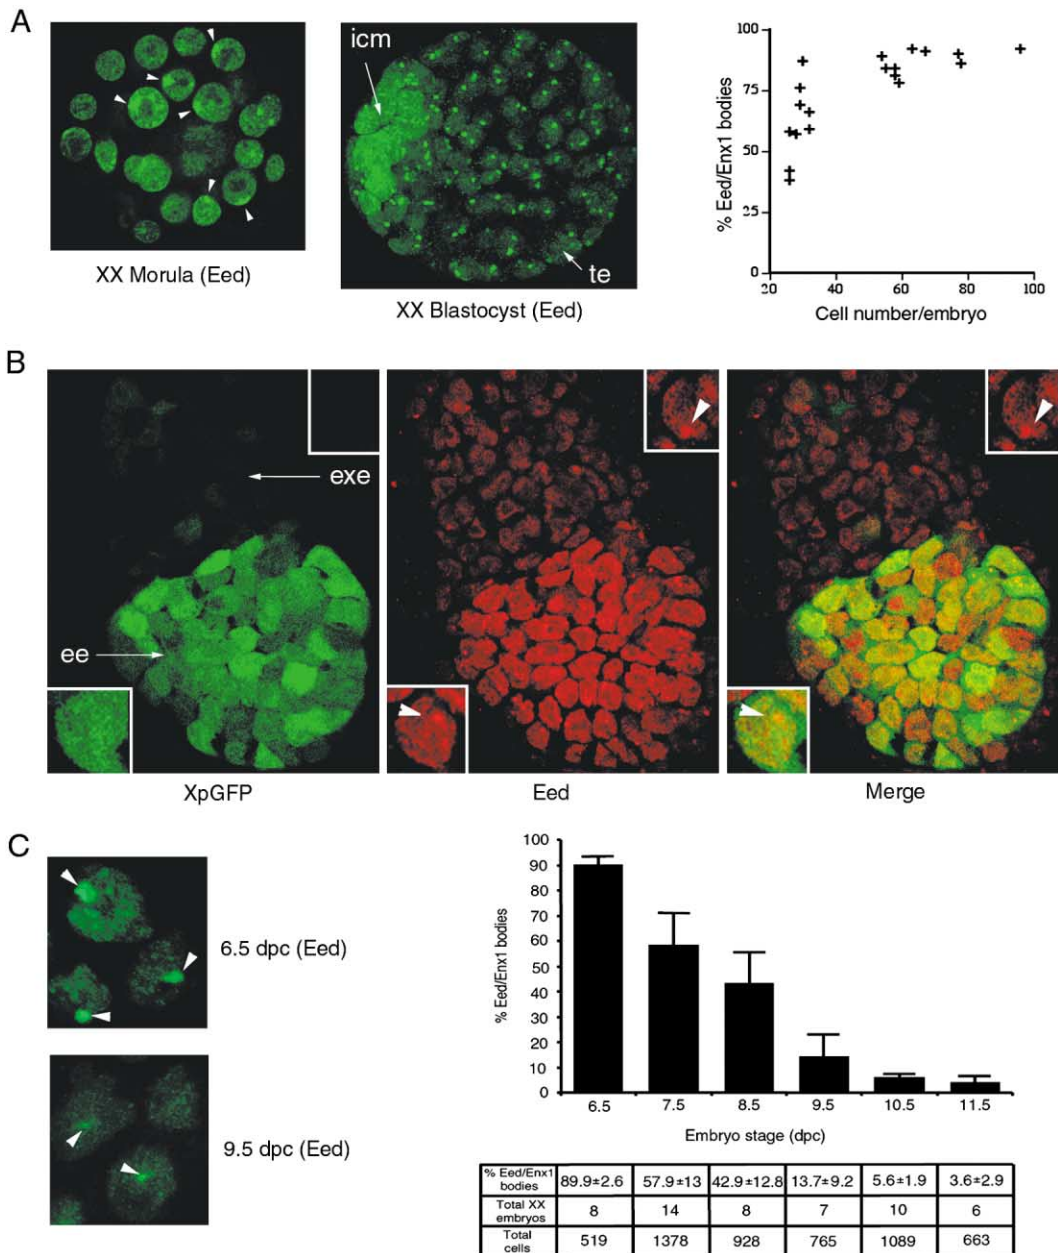 A
icm
te
XX Morula (Eed)
XX Blastocyst (Eed)
% Eed/Enx1 bodies
100
75
50
25
0
20 40 60 80 100
Cell number/embryo
B
exe
ee
XpGFP
Eed
Merge
C
6.5 dpc (Eed)
9.5 dpc (Eed)
% Eed/Enx1 bodies
100
90
80
70
60
50
40
30
20
10
0
6.5 7.5 8.5 9.5 10.5 11.5
Embryo stage (dpc)
% Eed/Enx1 bodies 89.9±2.6 57.9±13 42.9±12.8 13.7±9.2 5.6±1.9 3.6±2.9
Total XX embryos 8 14 8 7 10 6
Total cells 519 1378 928 765 1089 663